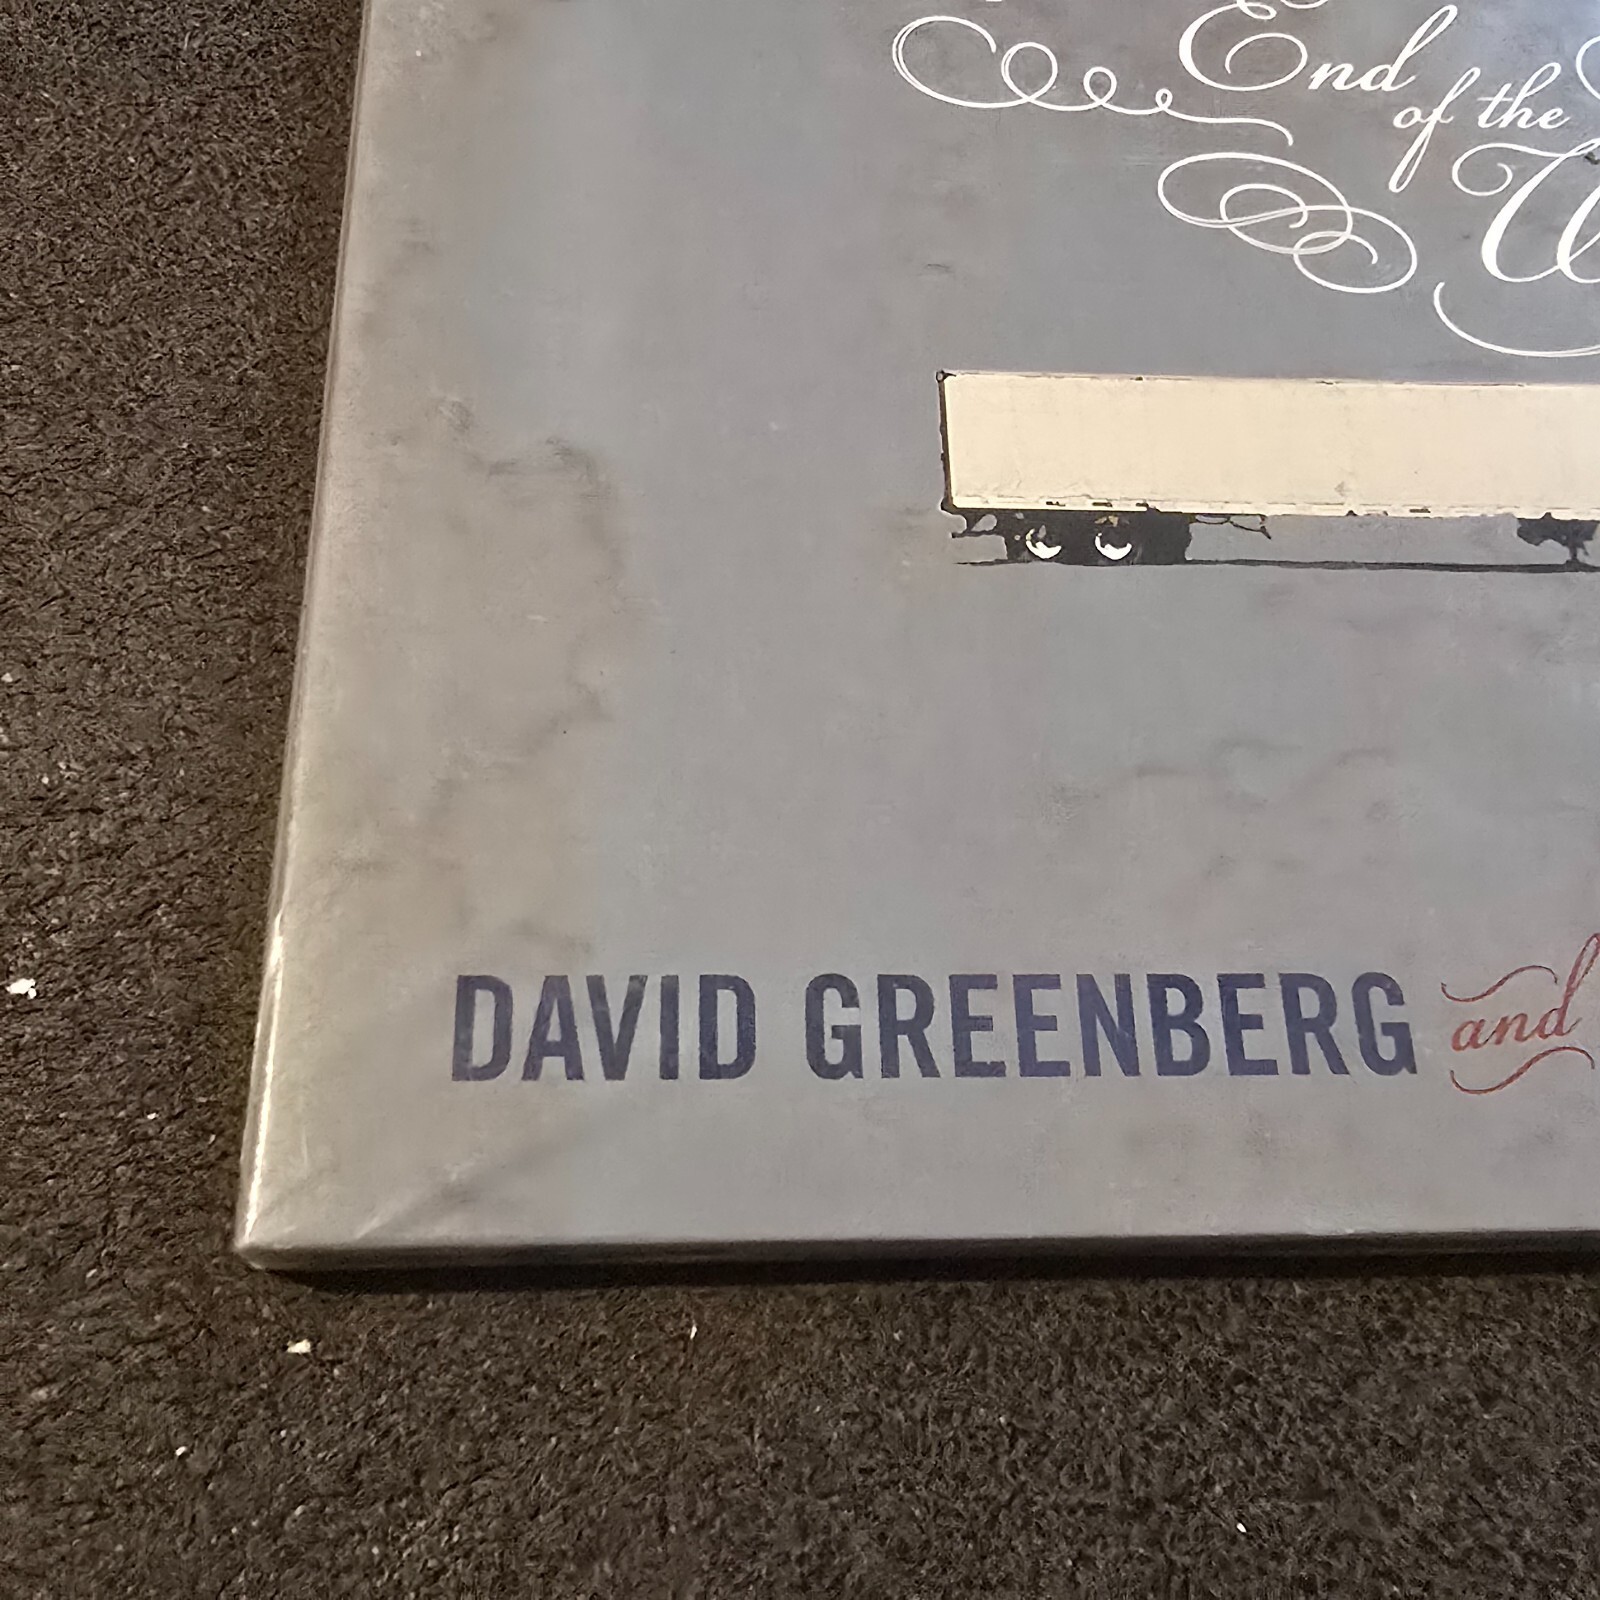 End
of the
DAVID GREENBERG and